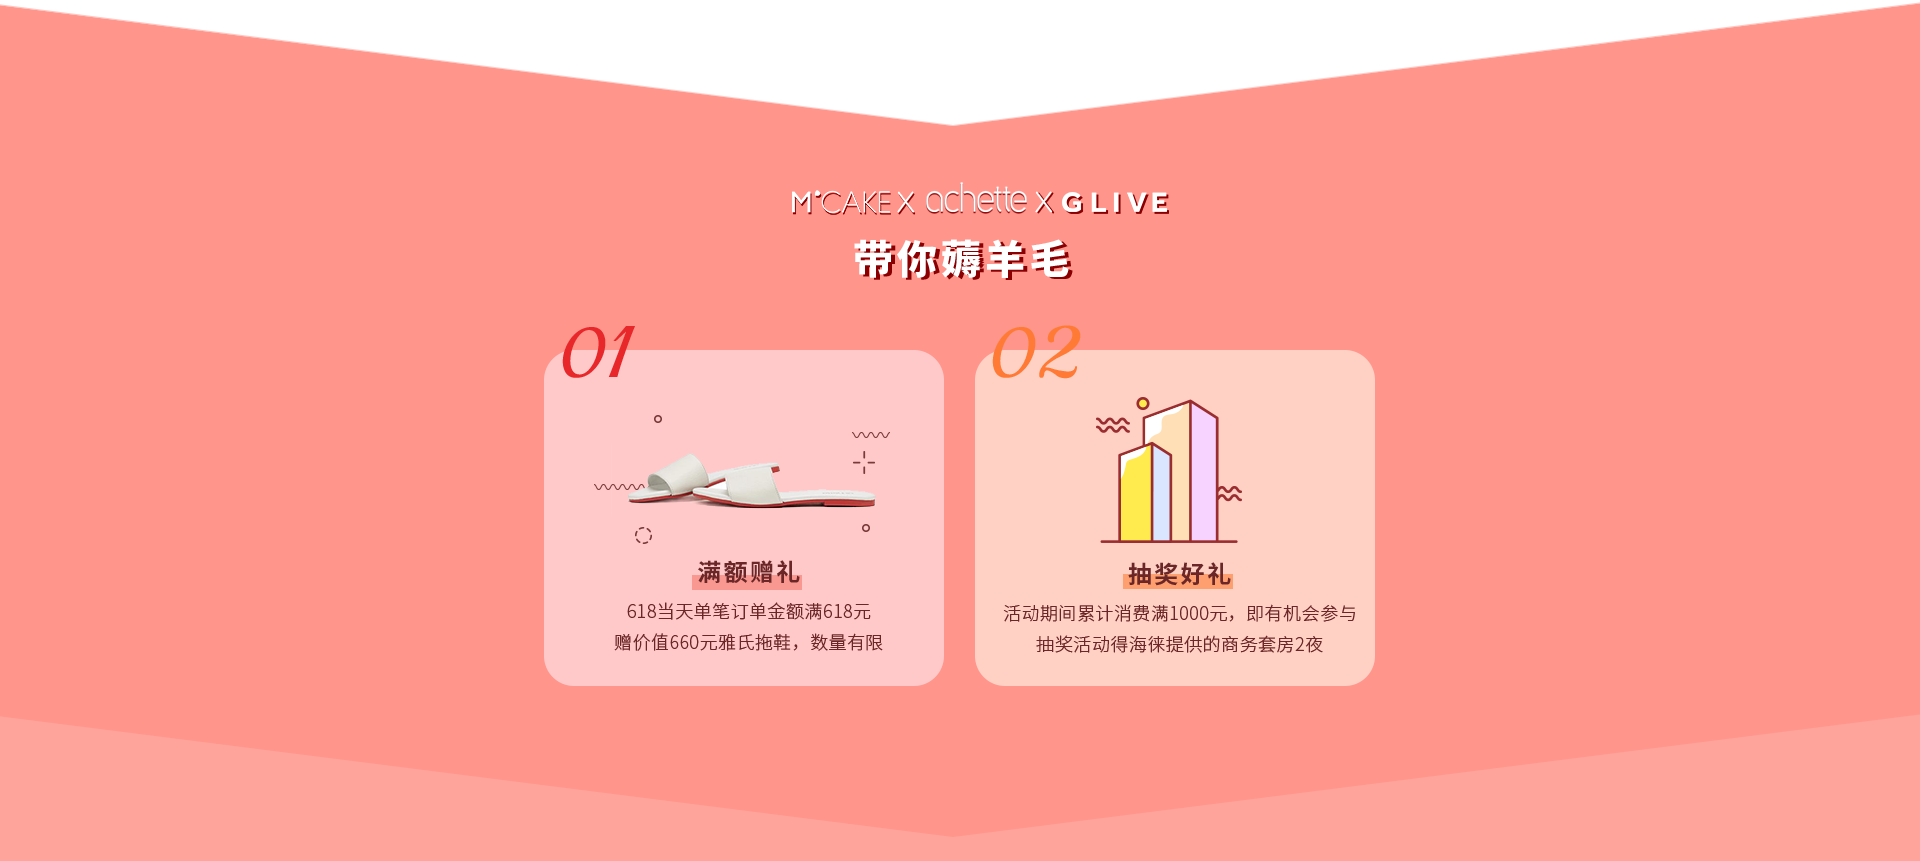 M·CAKE X achette X GLIVE
带你薅羊毛
01
满额赠礼
618当天单笔订单金额满618元
赠价值660元雅氏拖鞋，数量有限
02
抽奖好礼
活动期间累计消费满1000元，即有机会参与
抽奖活动得海徕提供的商务套房2夜